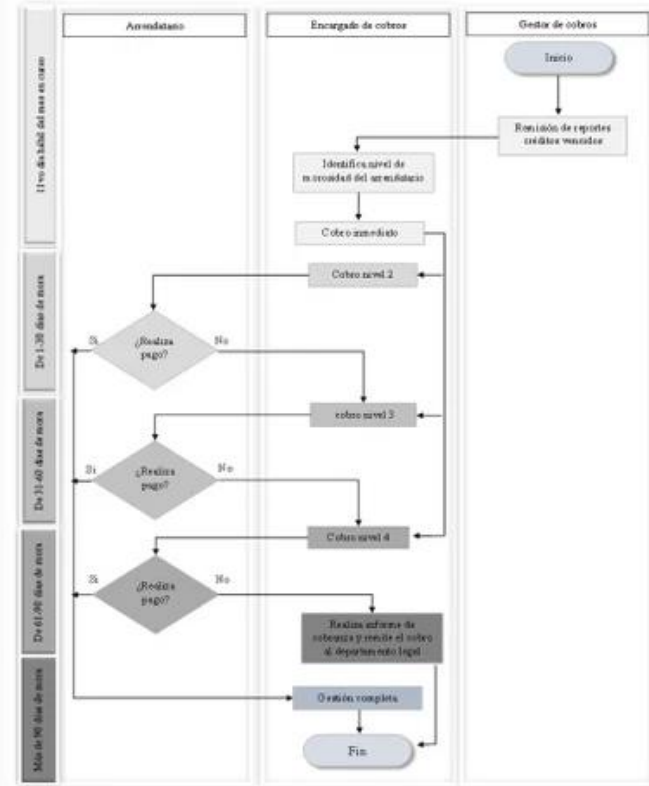 Arrendatario
Encargado de cobros
Gestor de cobros
11vo día hábil del mes en curso
Inicio
Remisión de reportes
créditos vencidos
Identifica nivel de
morosidad del arrendatario
Cobro inmediato
De 1-30 días de mora
Cobro nivel 2
¿Realiza
pago?
Si
No
De 31-60 días de mora
cobro nivel 3
¿Realiza
pago?
Si
No
De 61-90 días de mora
Cobro nivel 4
¿Realiza
pago?
Si
No
Realiza informe de
cobranza y remite el cobro
al departamento legal
Más de 90 días de mora
Gestión completa
Fin